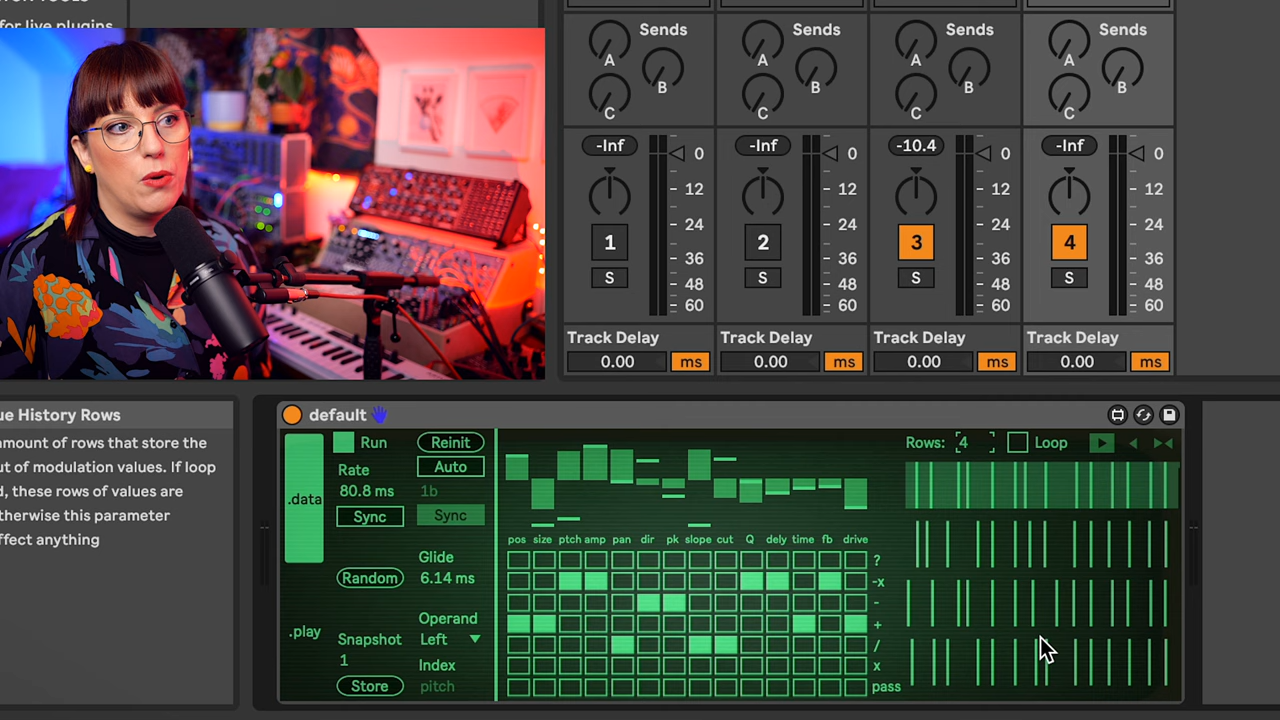 for live plugins
Sends Sends Sends Sends
A A A A
B B B B
C C C C
-Inf -Inf -10.4 -Inf
0 0 0 0
12 12 12 12
24 24 24 24
1 2 3 4
36 36 36 36
S S S S
48 48 48 48
60 60 60 60
Track Delay Track Delay Track Delay Track Delay
0.00 ms 0.00 ms 0.00 ms 0.00 ms
ue History Rows
amount of rows that store the
ut of modulation values. If loop
d, these rows of values are
therwise this parameter
ffect anything
default
.data
.play
Run Reinit
Rate Auto
80.8 ms 1b
Sync Sync
Glide
Random 6.14 ms
Operand
Snapshot Left
1 Index
Store pitch
Rows: 4 Loop
pos size ptch amp pan dir pk slope cut Q dely time fb drive
?
-x
-
+
/
x
pass